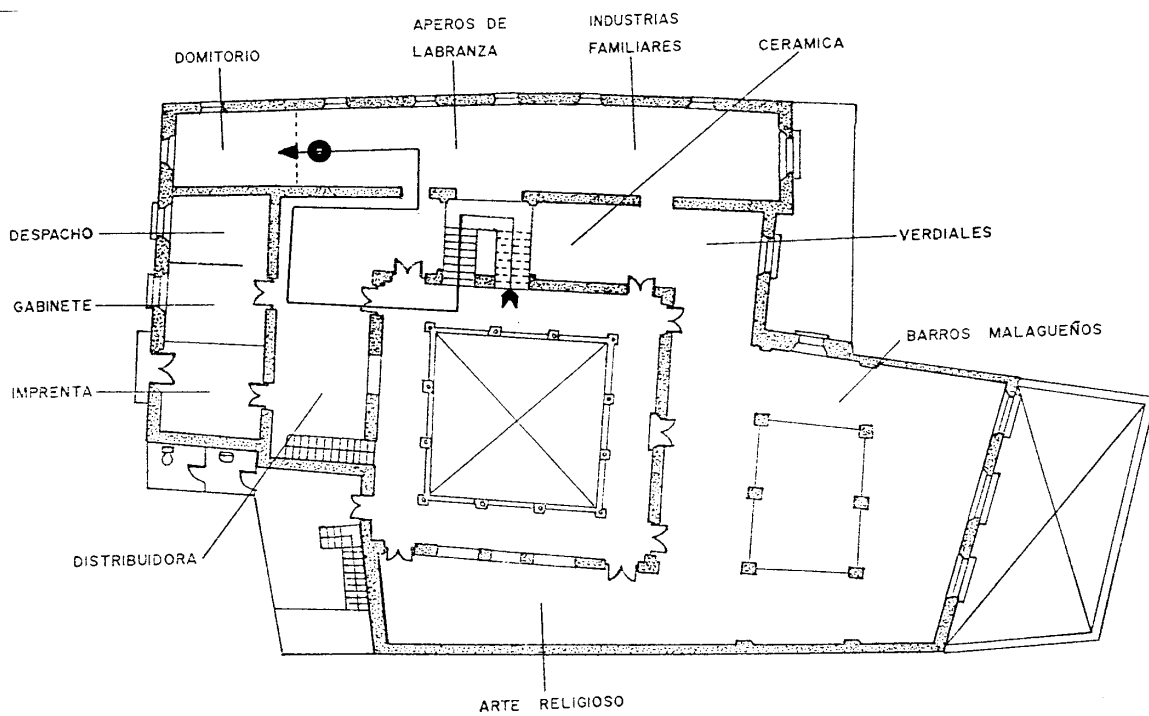 DOMITORIO
APEROS DE
LABRANZA
INDUSTRIAS
FAMILIARES
CERAMICA
DESPACHO
VERDIALES
GABINETE
BARROS MALAGUEÑOS
IMPRENTA
DISTRIBUIDORA
ARTE RELIGIOSO